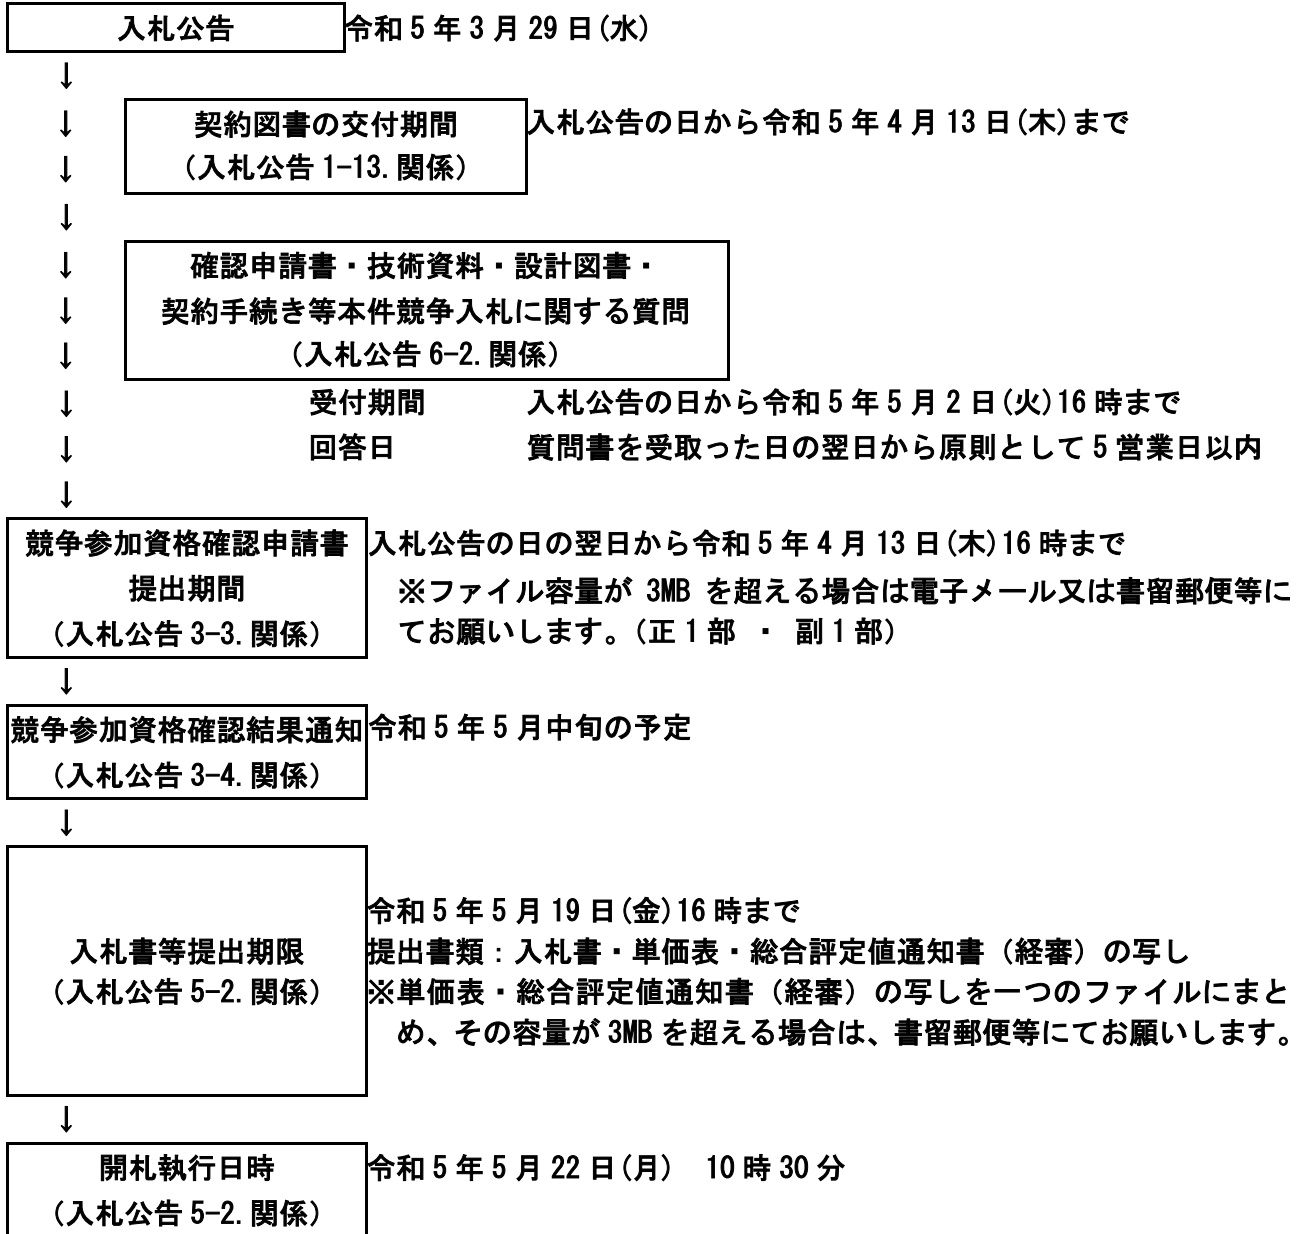 入札公告 令和5年3月29日(水)
↓
↓ 契約図書の交付期間 入札公告の日から令和5年4月13日(木)まで
↓ (入札公告1-13.関係)
↓
↓ 確認申請書・技術資料・設計図書・
↓ 契約手続き等本件競争入札に関する質問
↓ (入札公告6-2.関係)
↓ 受付期間 入札公告の日から令和5年5月2日(火)16時まで
↓ 回答日 質問書を受取った日の翌日から原則として5営業日以内
↓
競争参加資格確認申請書 入札公告の日の翌日から令和5年4月13日(木)16時まで
提出期間 ※ファイル容量が 3MB を超える場合は電子メール又は書留郵便等に
(入札公告3-3.関係) てお願いします。(正1部 ・ 副1部)
↓
競争参加資格確認結果通知 令和5年5月中旬の予定
(入札公告3-4.関係)
↓
令和5年5月19日(金)16時まで
入札書等提出期限 提出書類:入札書・単価表・総合評定値通知書(経審)の写し
(入札公告5-2.関係) ※単価表・総合評定値通知書(経審)の写しを一つのファイルにまと
め、その容量が3MBを超える場合は、書留郵便等にてお願いします。
↓
開札執行日時 令和5年5月22日(月) 10時30分
(入札公告5-2.関係)